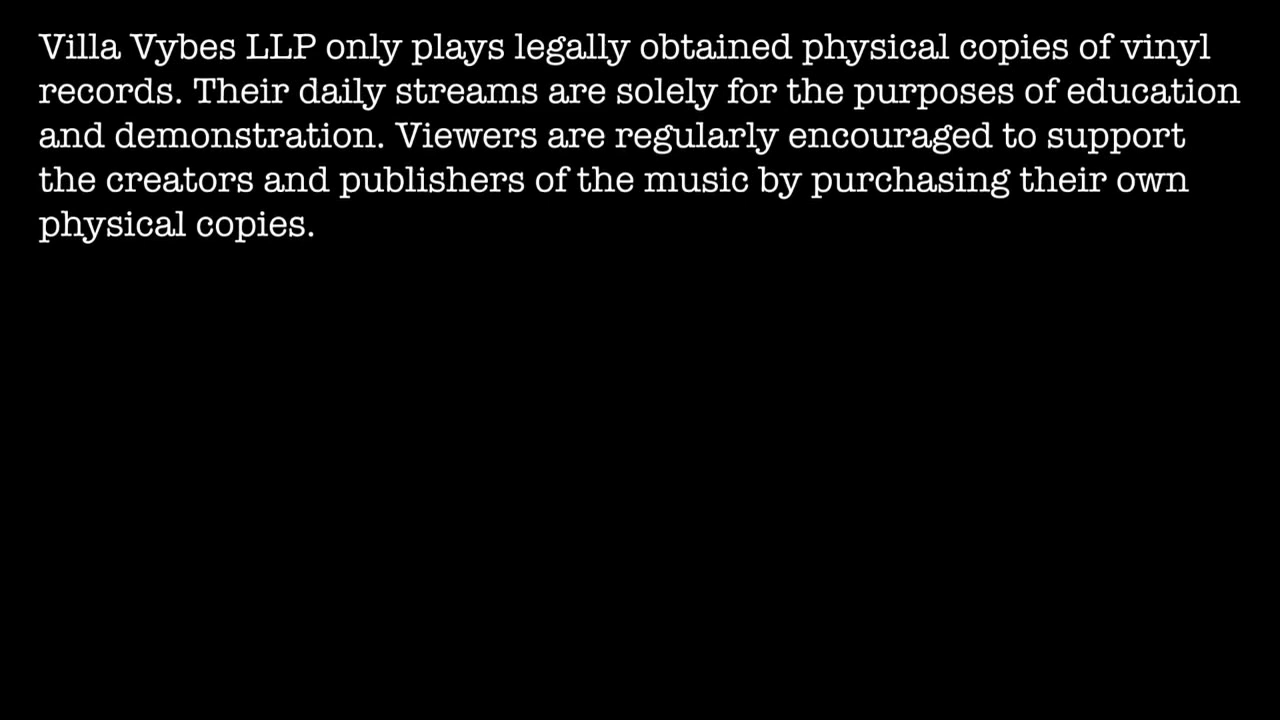 Villa Vybes LLP only plays legally obtained physical copies of vinyl
records. Their daily streams are solely for the purposes of education
and demonstration. Viewers are regularly encouraged to support
the creators and publishers of the music by purchasing their own
physical copies.